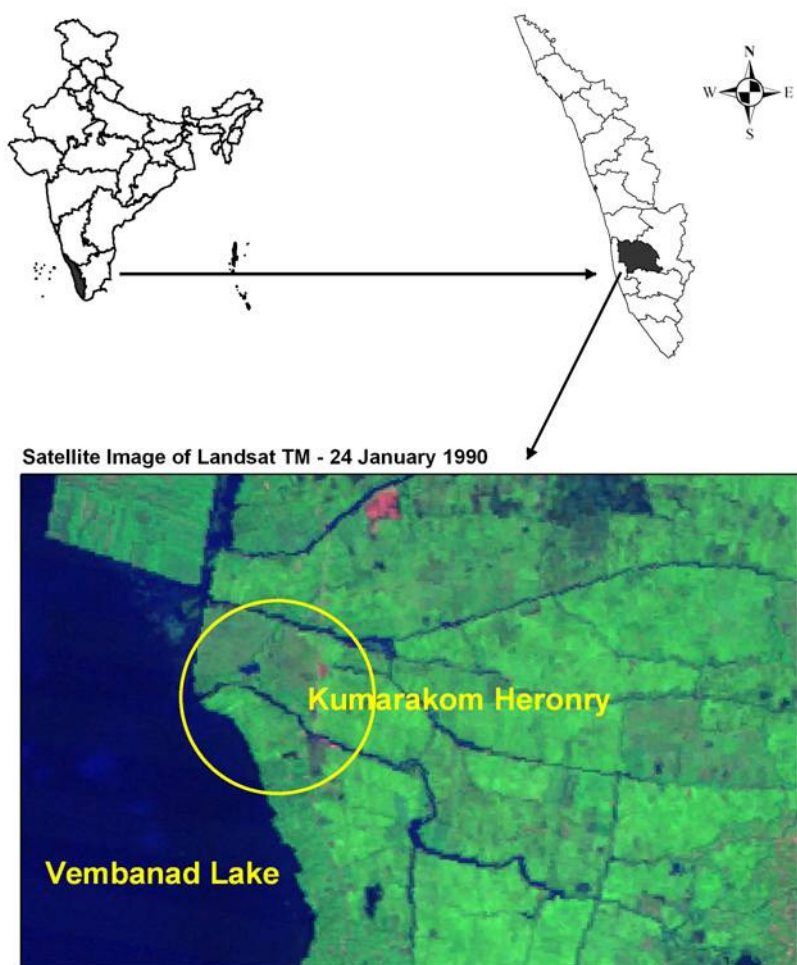 N
W E
S
Satellite Image of Landsat TM - 24 January 1990
Kumarakom Heronry
Vembanad Lake